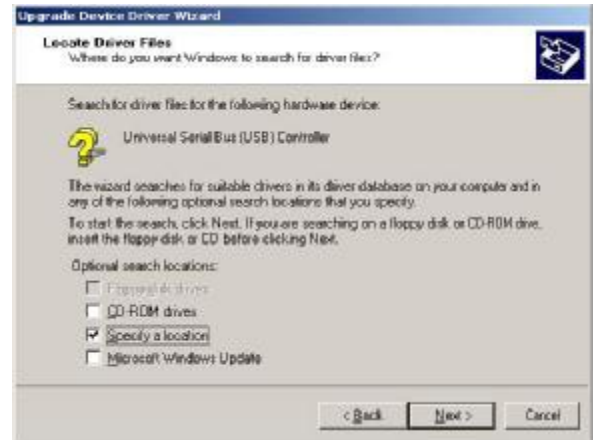 Upgrade Device Driver Wizard
Locate Driver Files
Where do you want Windows to search for driver files?
Search for driver files for the following hardware device:
Universal Serial Bus (USB) Controller
The wizard searches for suitable drivers in its driver database on your computer and in
any of the following optional search locations that you specify.
To start the search, click Next. If you are searching on a floppy disk or CD-ROM drive,
insert the floppy disk or CD before clicking Next.
Optional search locations:
drives
CD-ROM drives
Specify a location
Microsoft Windows Update
< Back
Next >
Cancel